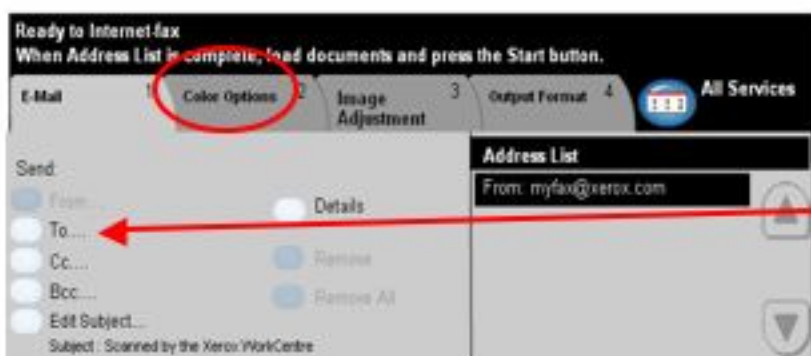 Ready to Internet fax
When Address List is complete, load documents and press the Start button.
E-Mail 1
Color Options 2
Image Adjustment 3
Output Format 4
All Services
Send:
From...
To....
Cc....
Bcc....
Edit Subject...
Subject : Scanned by the Xerox WorkCentre
Details
Remove
Remove All
Address List
From: myfax@xerox.com